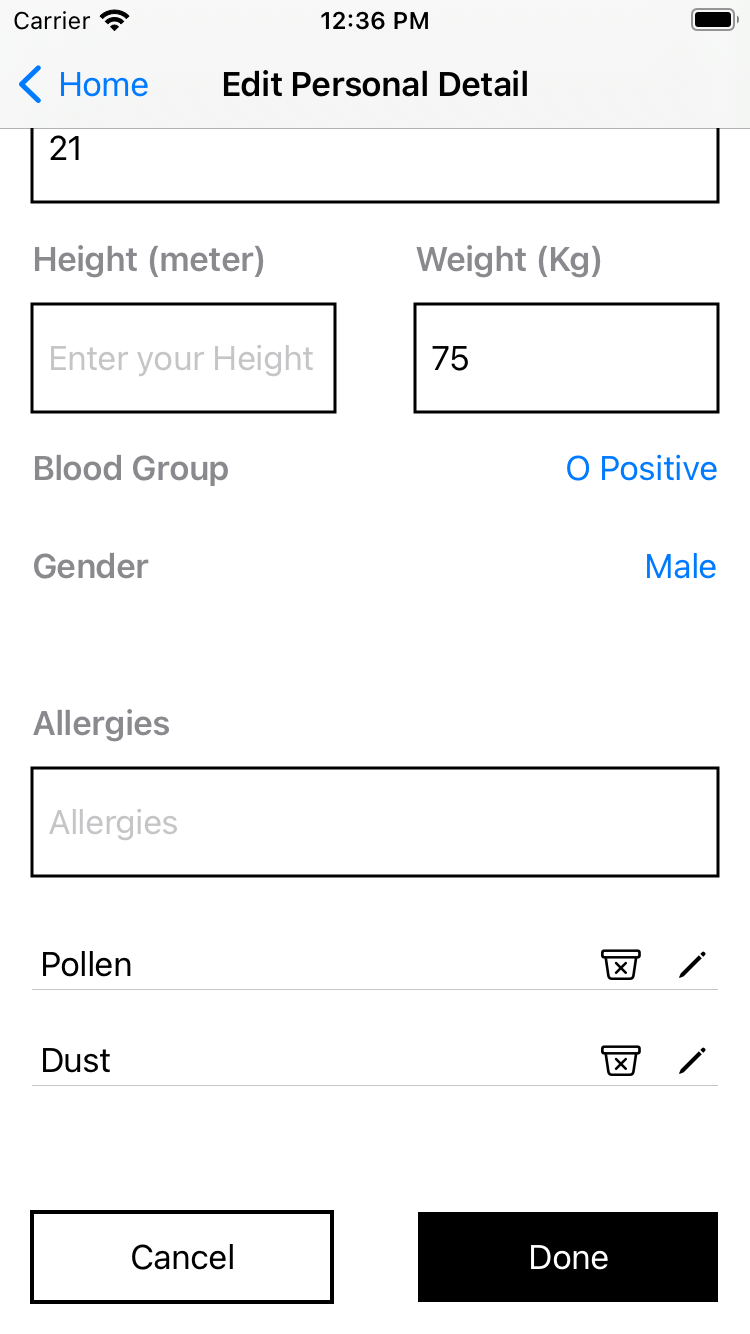 Carrier 12:36 PM
Home Edit Personal Detail
21
Height (meter) Weight (Kg)
Enter your Height 75
Blood Group O Positive
Gender Male
Allergies
Allergies
Pollen
Dust
Cancel Done